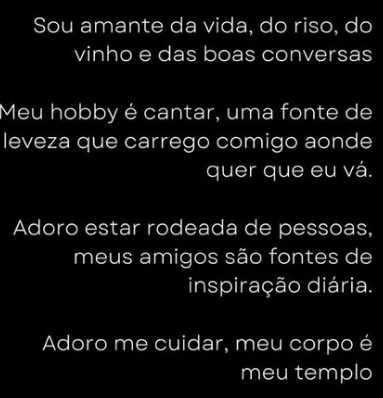 Sou amante da vida, do riso, do
vinho e das boas conversas
Meu hobby é cantar, uma fonte de
leveza que carrego comigo aonde
quer que eu vá.
Adoro estar rodeada de pessoas,
meus amigos são fontes de
inspiração diária.
Adoro me cuidar, meu corpo é
meu templo